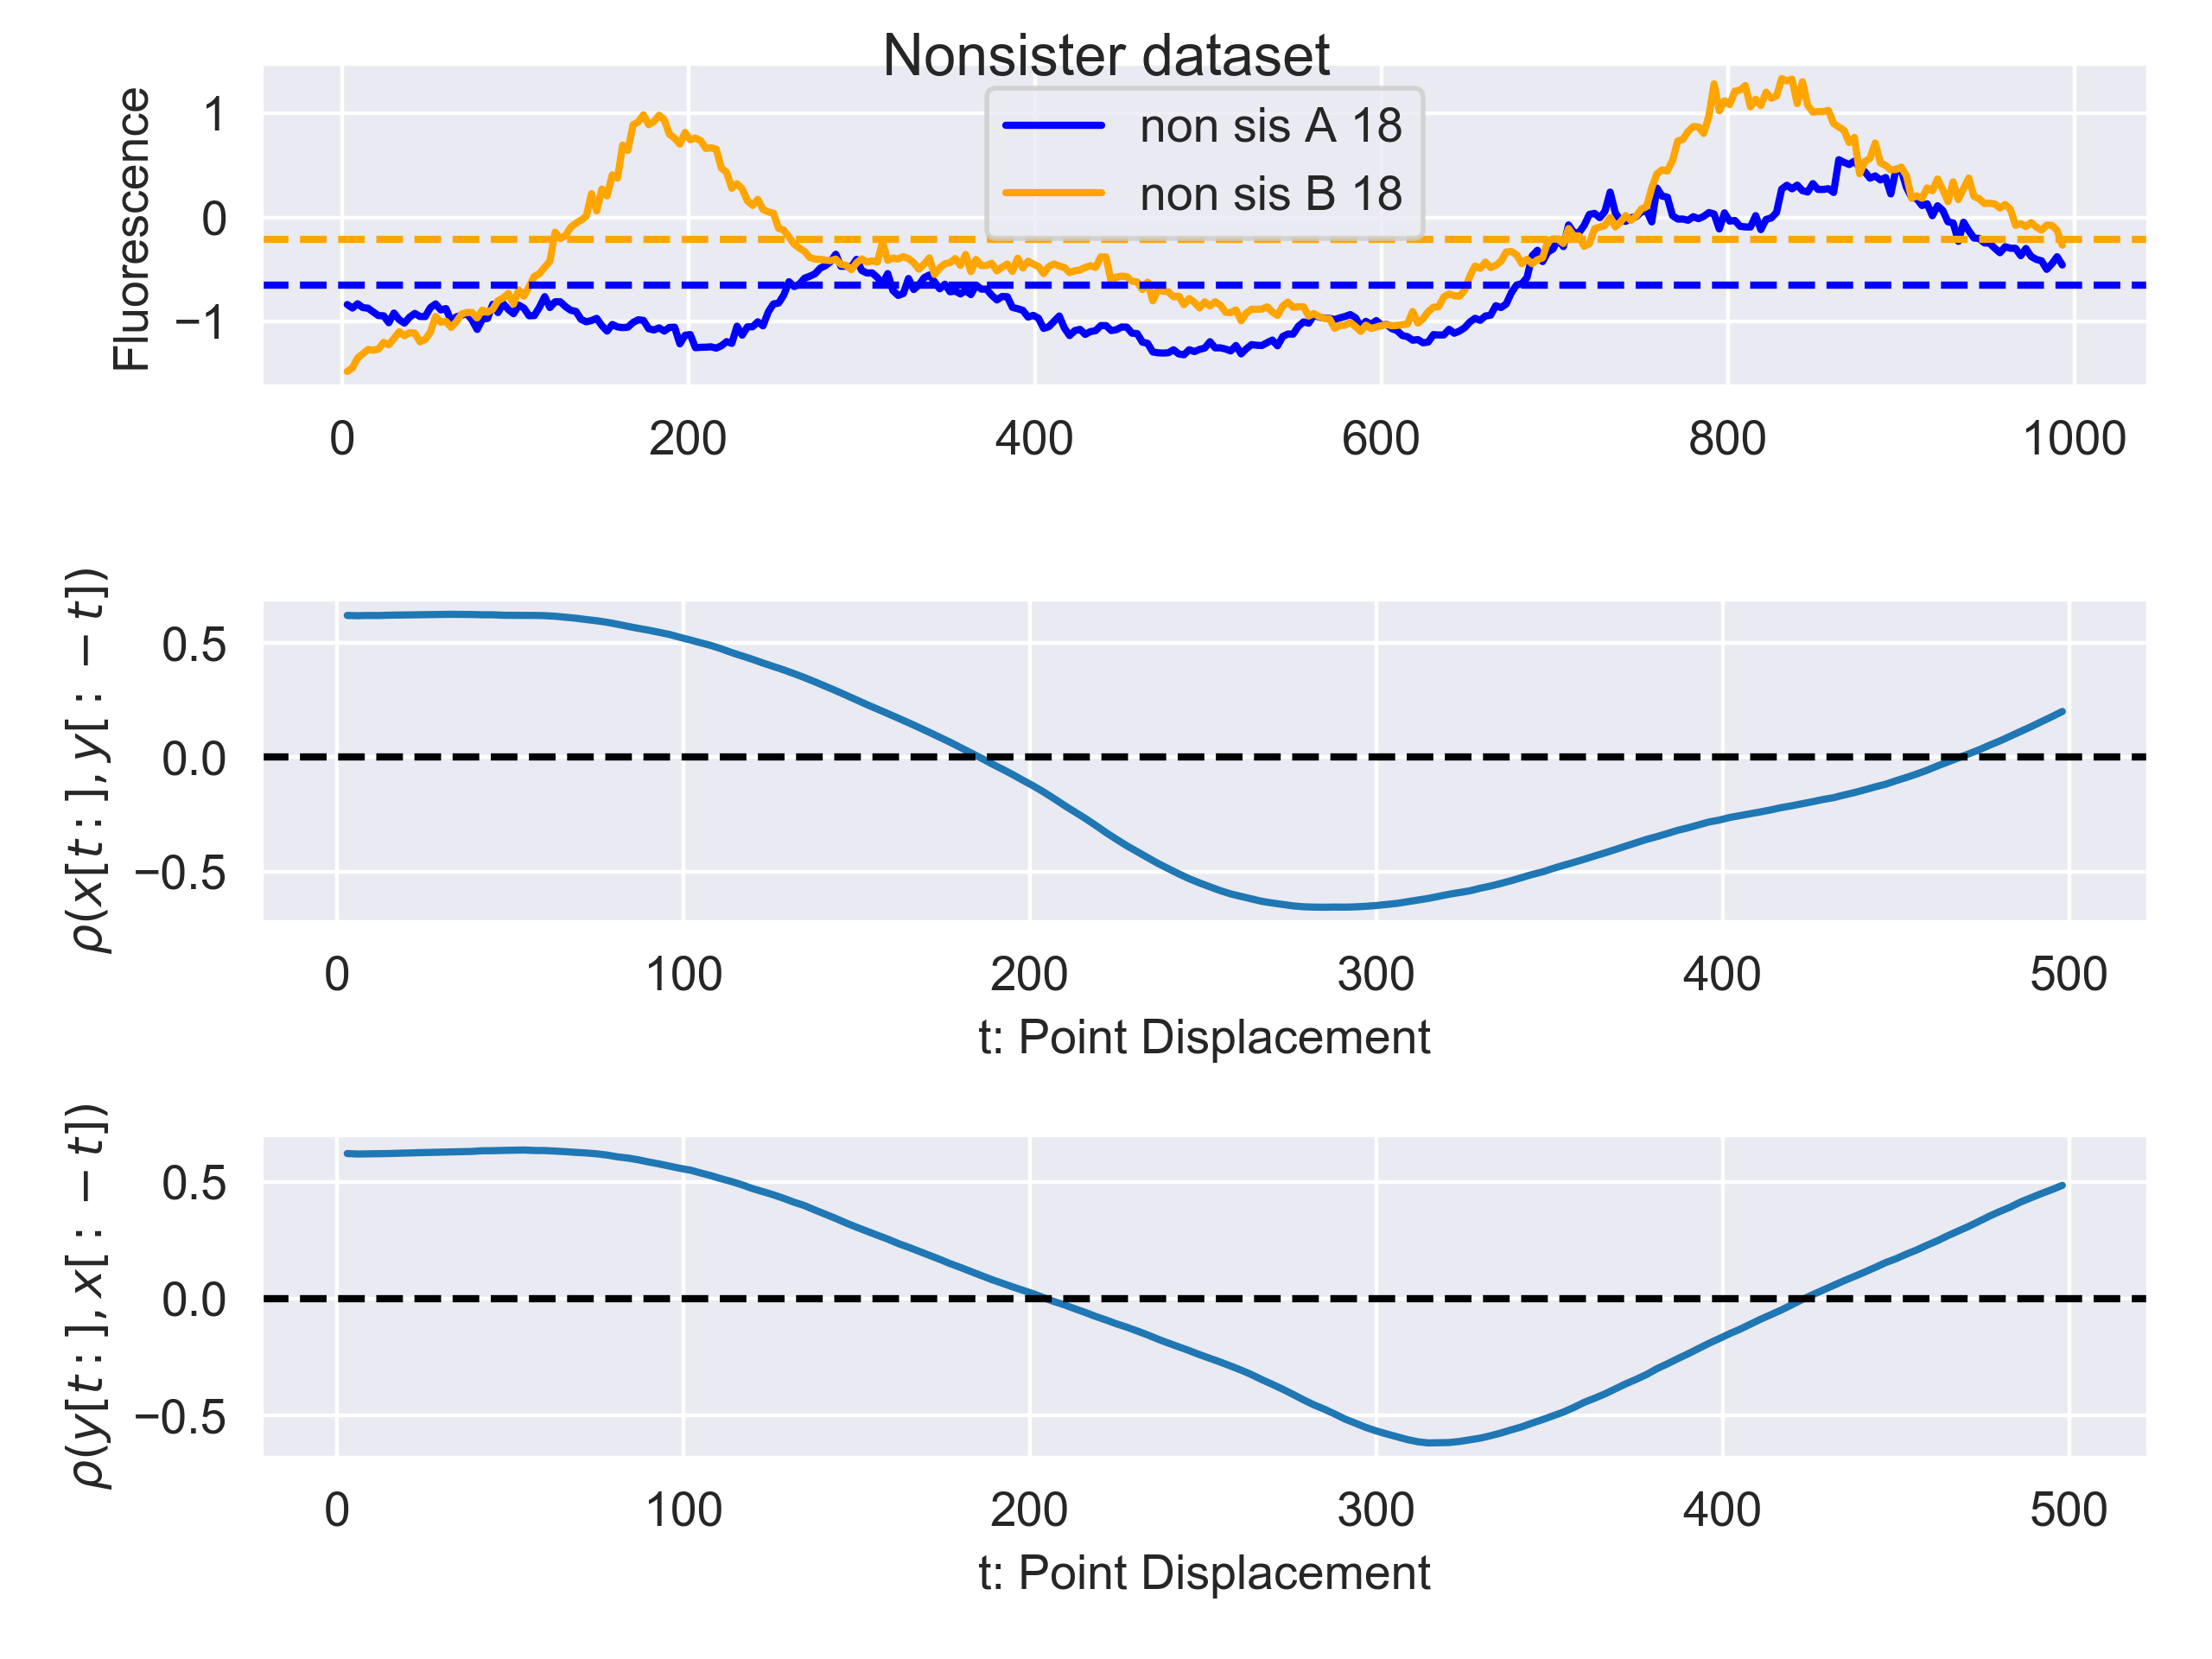 Nonsister dataset
Fluorescence
1
0
−1
non sis A 18
non sis B 18
0 200 400 600 800 1000
ρ(x[t:], y[:−t])
0.5
0.0
−0.5
0 100 200 300 400 500
t: Point Displacement
ρ(y[t:], x[:−t])
0.5
0.0
−0.5
0 100 200 300 400 500
t: Point Displacement